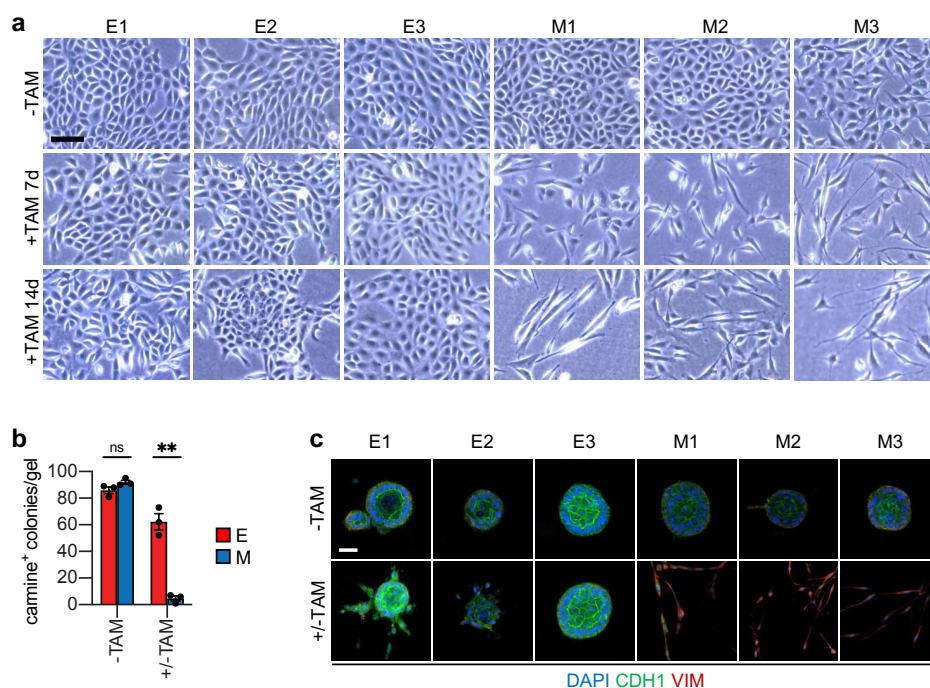 a
E1 E2 E3 M1 M2 M3
-TAM
+TAM 7d
+TAM 14d
b
ns **
carmine+ colonies/gel
100
80
60
40
20
0
-TAM
+/-TAM
E
M
c
E1 E2 E3 M1 M2 M3
-TAM
+/-TAM
DAPI CDH1 VIM